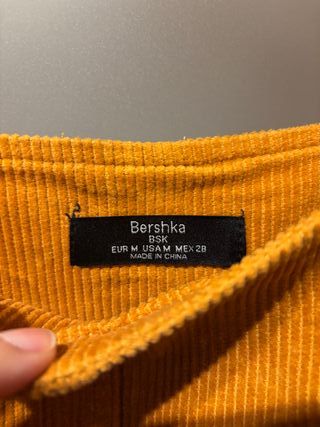 Bershka
BSK
EUR M USA M MEX 28
MADE IN CHINA